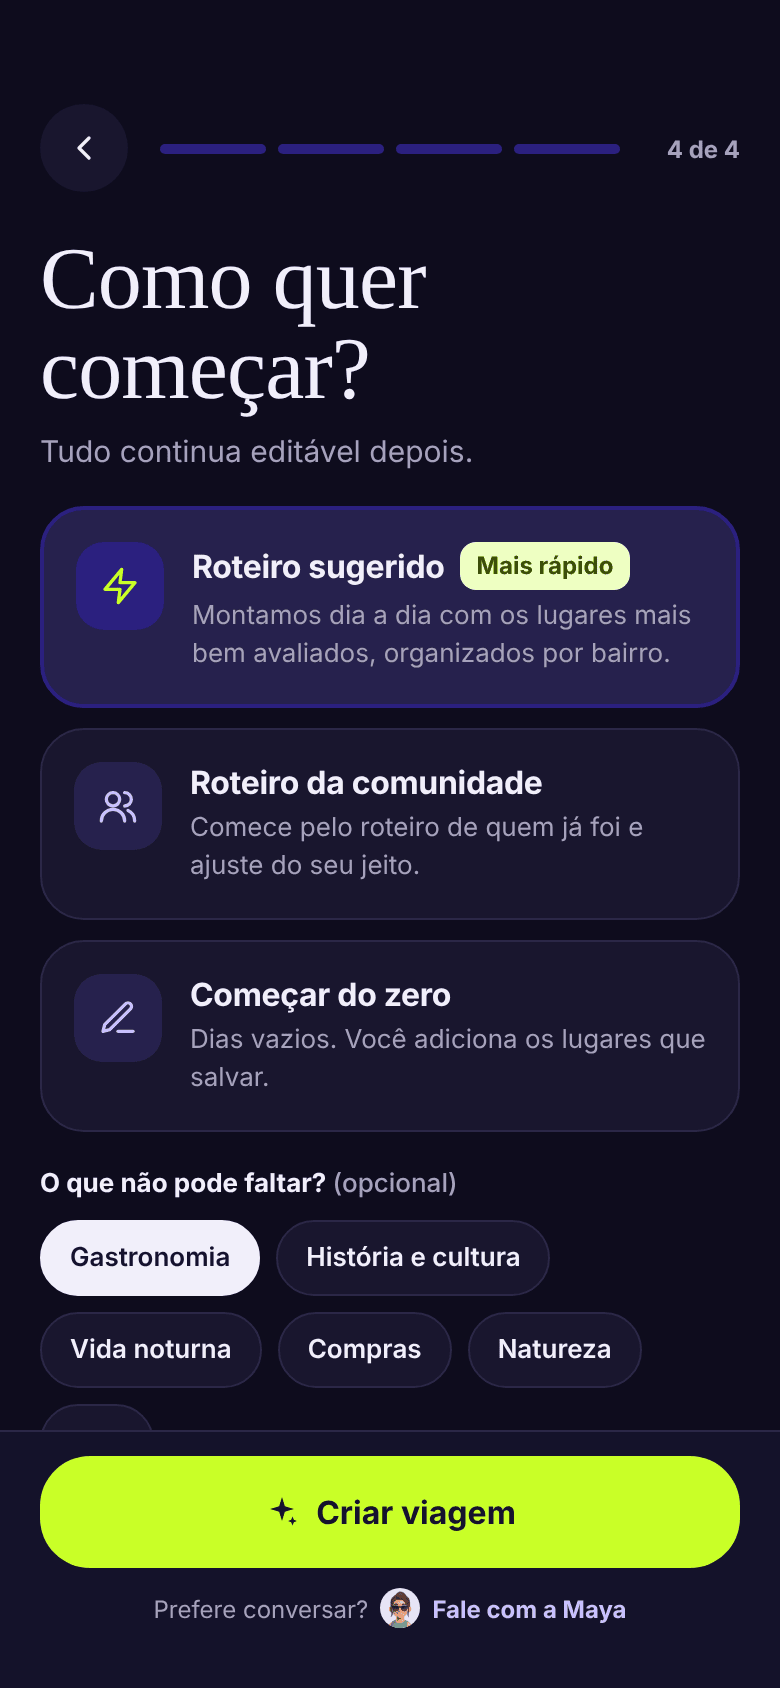 4 de 4
Como quer
começar?
Tudo continua editável depois.
Roteiro sugerido Mais rápido
Montamos dia a dia com os lugares mais
bem avaliados, organizados por bairro.
Roteiro da comunidade
Comece pelo roteiro de quem já foi e
ajuste do seu jeito.
Começar do zero
Dias vazios. Você adiciona os lugares que
salvar.
O que não pode faltar? (opcional)
Gastronomia História e cultura
Vida noturna Compras Natureza
Criar viagem
Prefere conversar? Fale com a Maya